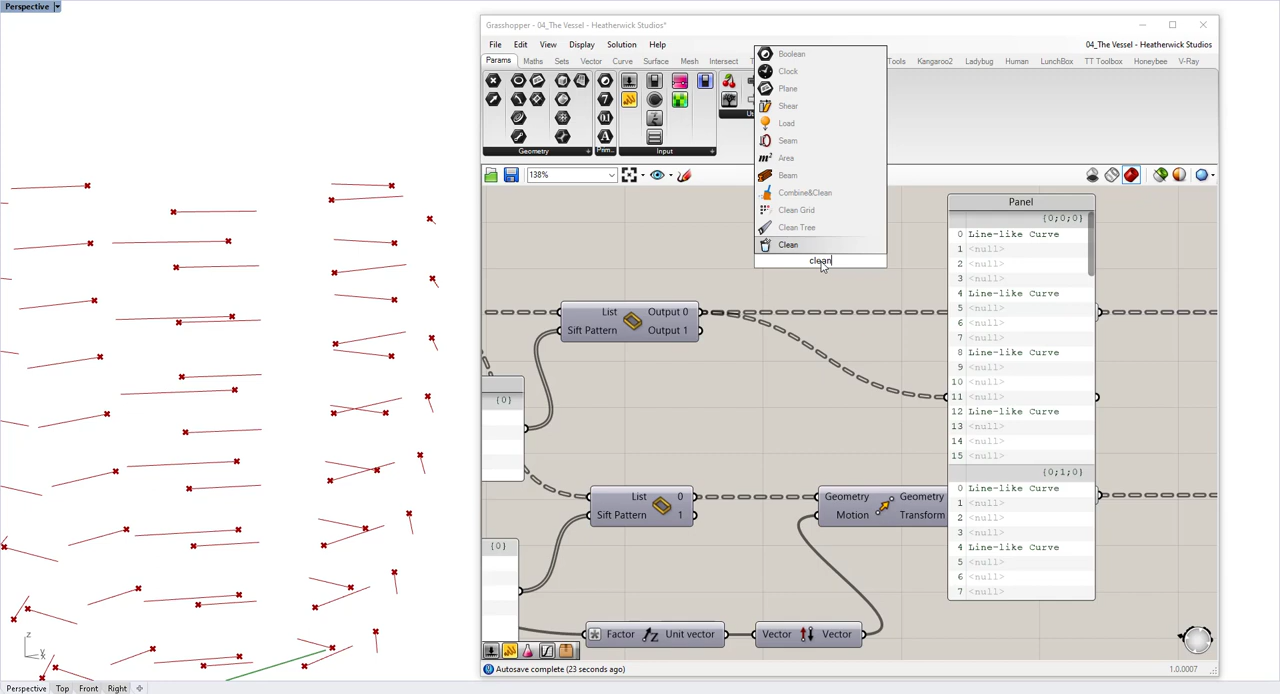 Perspective
Grasshopper - 04_The Vessel - Heatherwick Studios*
File Edit View Display Solution Help
04_The Vessel - Heatherwick Studios
Params Maths Sets Vector Curve Surface Mesh Intersect
Tools Kangaroo2 Ladybug Human LunchBox TT Toolbox Honeybee V-Ray
Geometry
Prim..
Input
138%
Boolean
Clock
Plane
Shear
Load
Seam
Area
Beam
Combine&Clean
Clean Grid
Clean Tree
Clean
clean
Panel
{0;0;0}
0 Line-like Curve
1 <null>
2 <null>
3 <null>
4 Line-like Curve
5 <null>
6 <null>
7 <null>
8 Line-like Curve
9 <null>
10 <null>
11 <null>
12 Line-like Curve
13 <null>
14 <null>
15 <null>
{0;1;0}
0 Line-like Curve
1 <null>
2 <null>
3 <null>
4 Line-like Curve
5 <null>
6 <null>
7 <null>
List Output 0
Sift Pattern Output 1
{0}
List 0
Sift Pattern 1
{0}
Geometry Geometry
Motion Transform
Factor Unit vector
Vector Vector
Autosave complete (23 seconds ago)
1.0.0007
Perspective Top Front Right